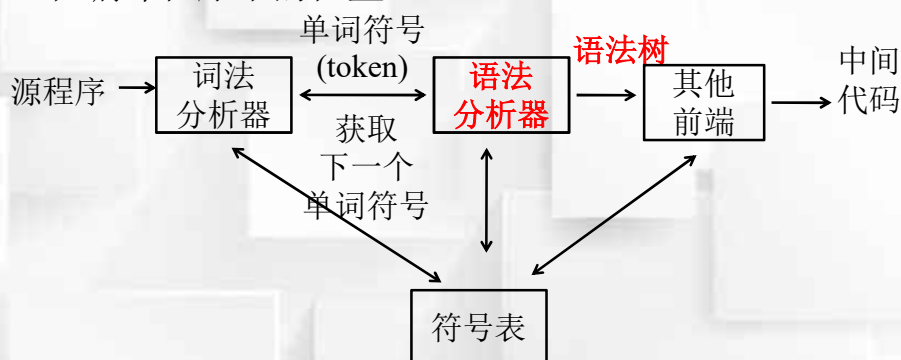 单词符号
(token)
语法树
源程序
词法
分析器
语法
分析器
其他
前端
中间
代码
获取
下一个
单词符号
符号表